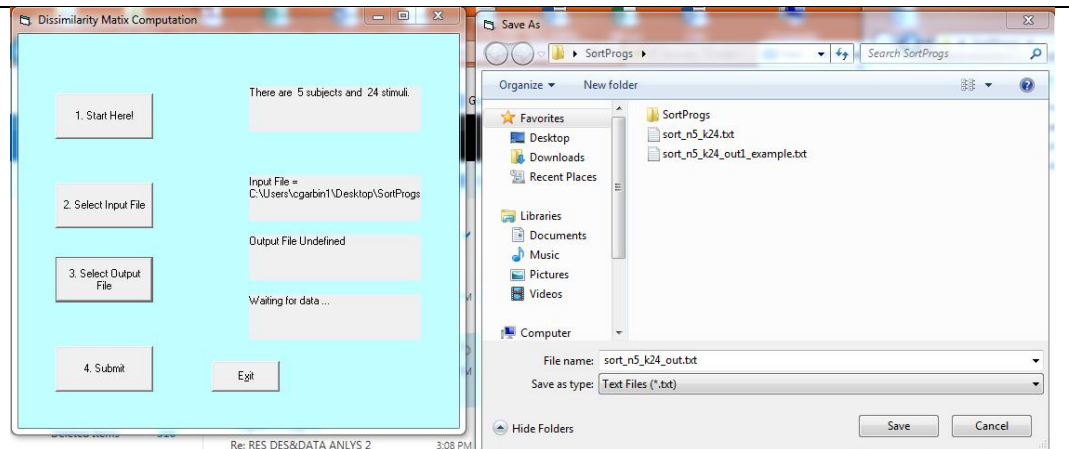 Dissimilarity Matix Computation
1. Start Here!
There are 5 subjects and 24 stimuli.
2. Select Input File
Input File =
C:\Users\cgarbin1\Desktop\SortProgs
3. Select Output
File
Output File Undefined
Waiting for data ...
4. Submit
Exit
Re: RES DES&DATA ANLYS 2
3:08 PM
Save As
SortProgs
Search SortProgs
Organize
New folder
Favorites
Desktop
Downloads
Recent Places
Libraries
Documents
Music
Pictures
Videos
Computer
SortProgs
sort_n5_k24.txt
sort_n5_k24_out1_example.txt
File name: sort_n5_k24_out.txt
Save as type: Text Files (*.txt)
Hide Folders
Save
Cancel